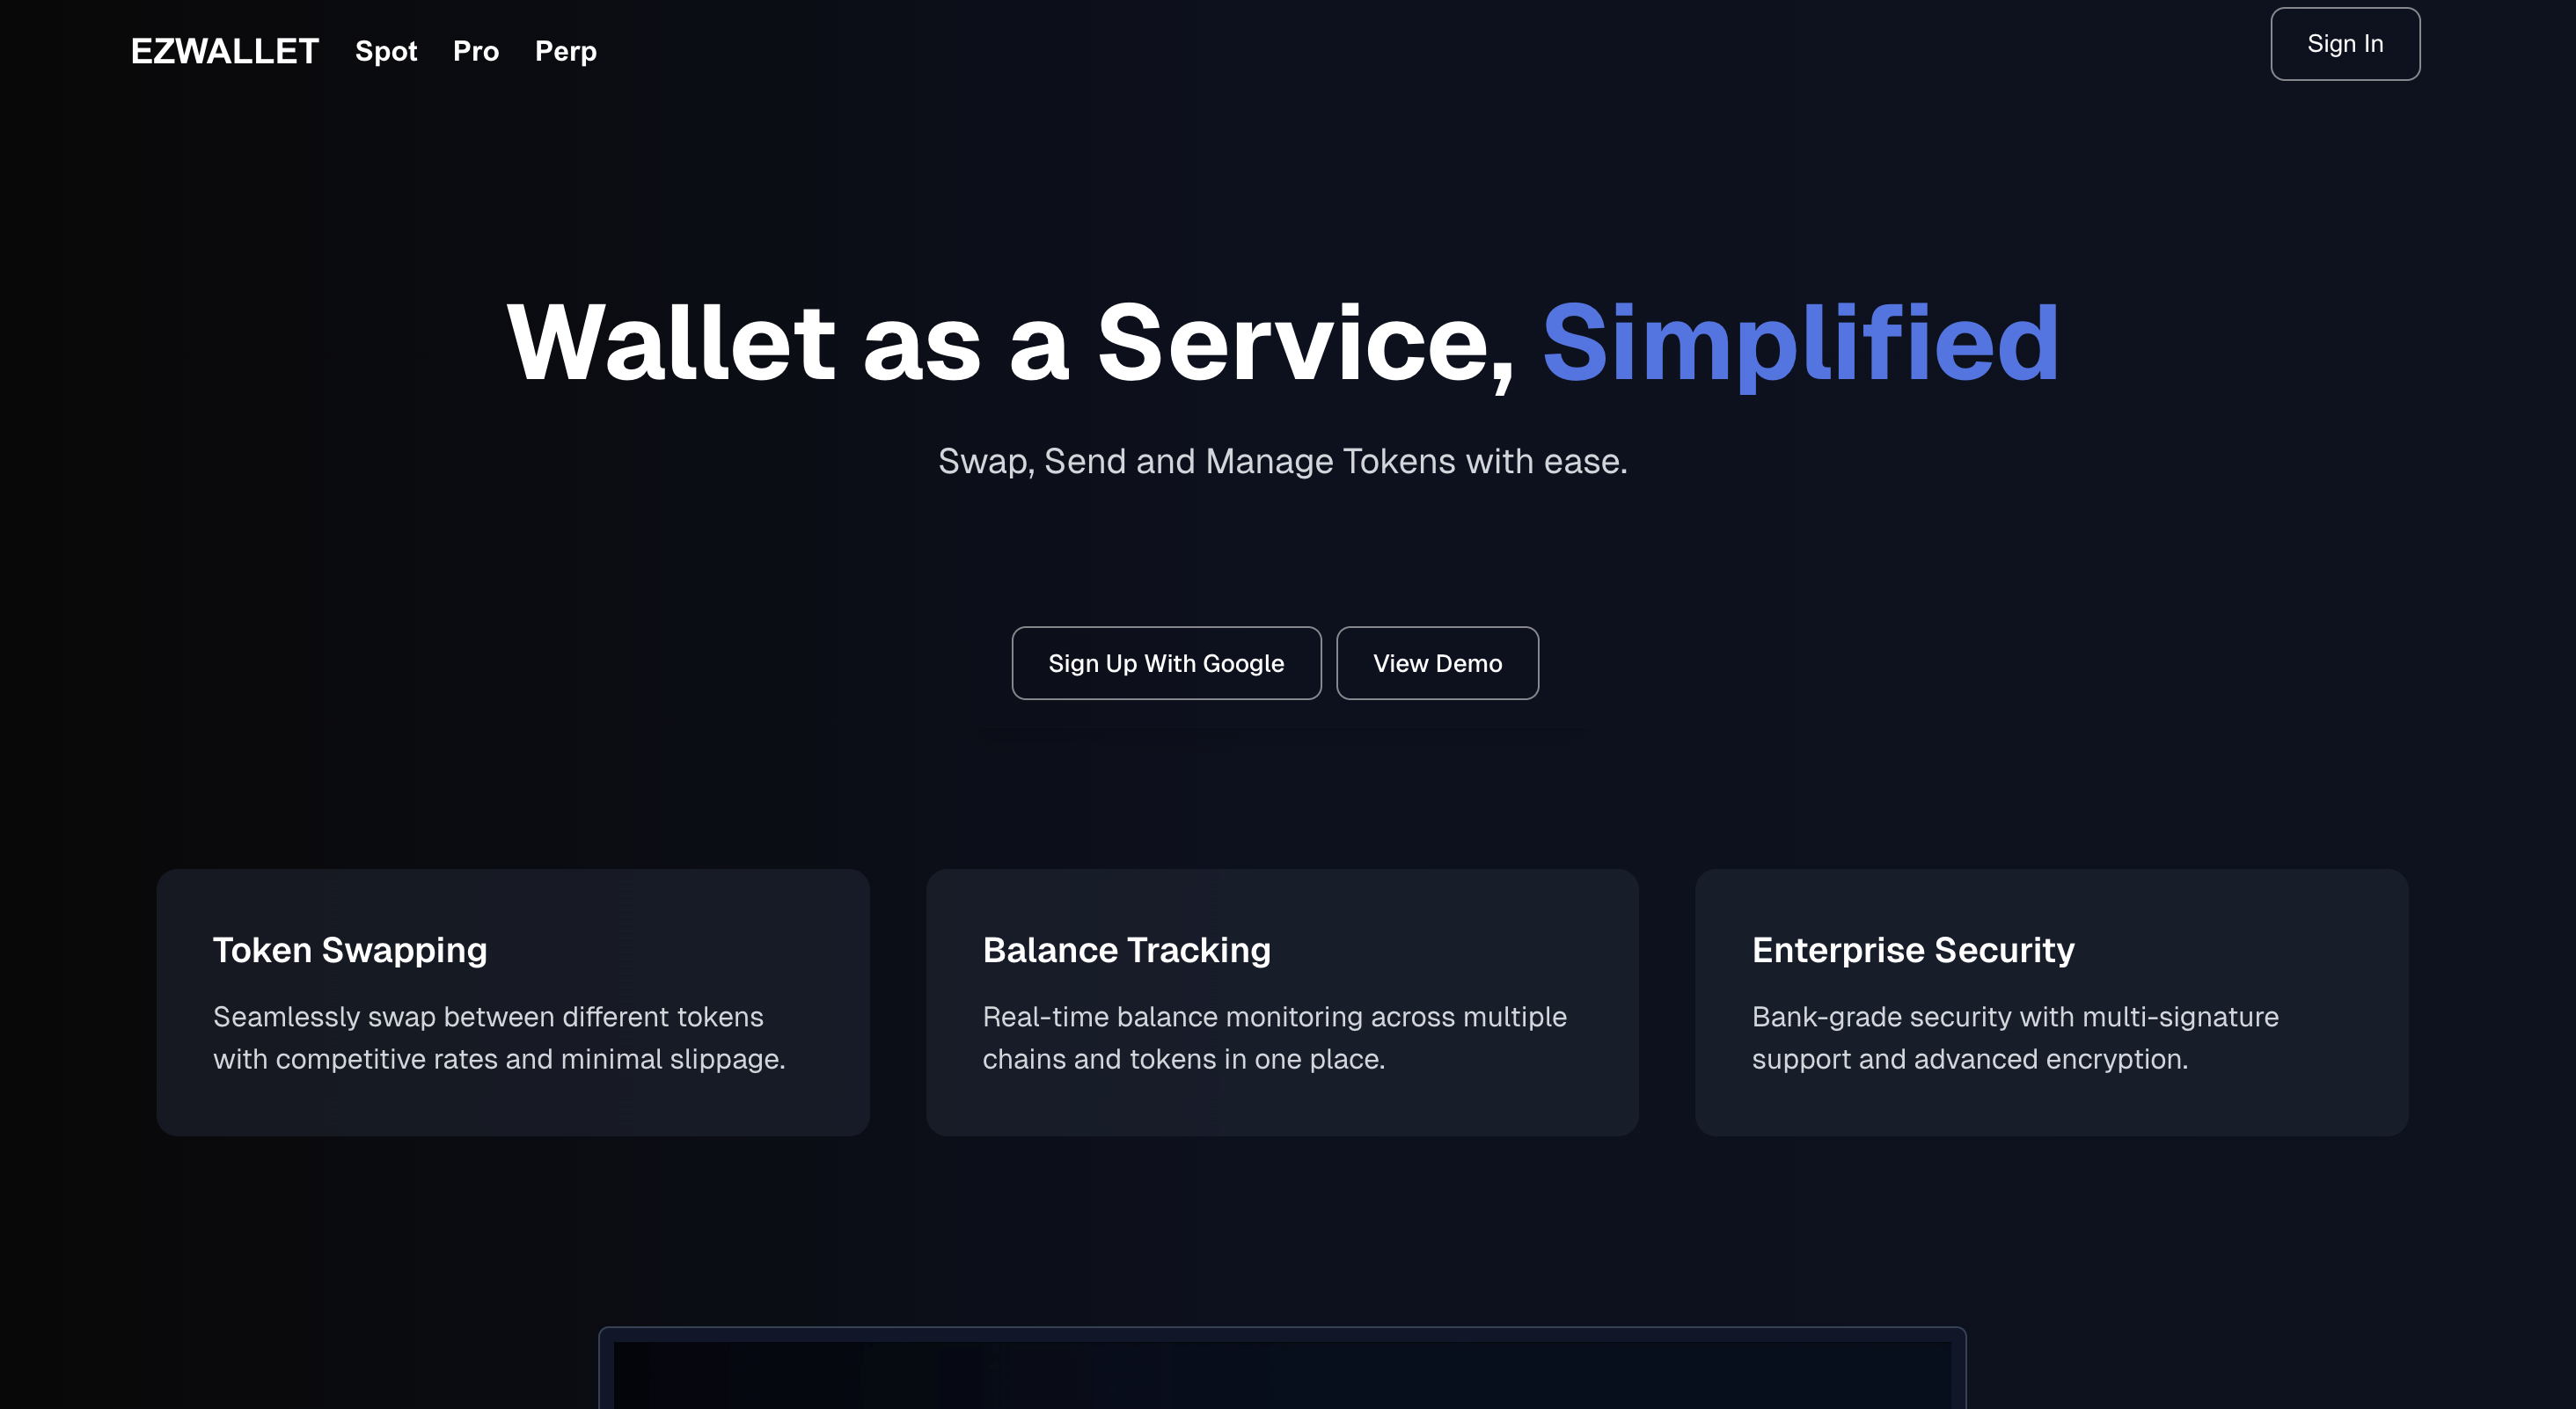 EZWALLET Spot Pro Perp Sign In
Wallet as a Service, Simplified
Swap, Send and Manage Tokens with ease.
Sign Up With Google View Demo
Token Swapping
Seamlessly swap between different tokens
with competitive rates and minimal slippage.
Balance Tracking
Real-time balance monitoring across multiple
chains and tokens in one place.
Enterprise Security
Bank-grade security with multi-signature
support and advanced encryption.